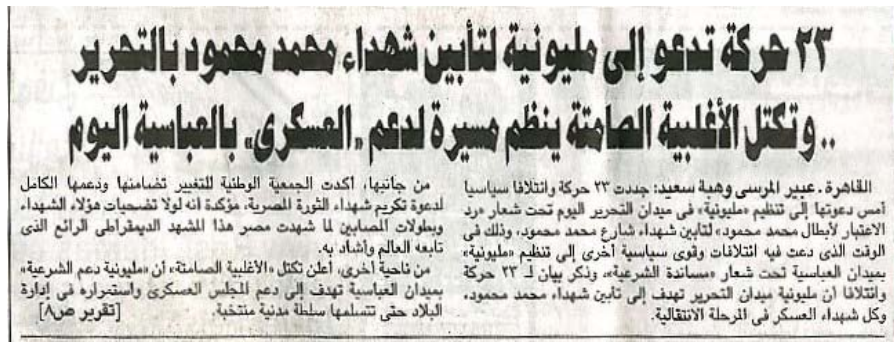 ٢٣ حركة تدعو إلى مليونية لتأبين شهداء محمد محمود بالتحرير
.. وتكتل الأغلبية الصامتة ينظم مسيرة لدعم «العسكرى» بالعباسية اليوم
القاهرة ـ عبير المرسى وهبة سعيد: جددت ٢٣ حركة وائتلافا سياسيا
أمس دعوتها إلى تنظيم «مليونية» فى ميدان التحرير اليوم تحت شعار «رد
الاعتبار لأبطال محمد محمود» لتأبين شهداء شارع محمد محمود، وذلك فى
الوقت الذى دعت فيه ائتلافات وقوى سياسية أخرى إلى تنظيم «مليونية»
بميدان العباسية تحت شعار «مساندة الشرعية»، وذكر بيان لـ ٢٣ حركة
وائتلافا ان مليونية ميدان التحرير تهدف إلى تأبين شهداء محمد محمود،
وكل شهداء العسكر فى المرحلة الانتقالية.
من جانبها، أكدت الجمعية الوطنية للتغيير تضامنها ودعمها الكامل
لدعوة تكريم شهداء الثورة المصرية، مؤكدة انه لولا تضحيات هؤلاء الشهداء
وبطولات المصابين لما شهدت مصر هذا المشهد الديمقراطى الرائع الذى
تابعه العالم وأشاد به.
من ناحية أخرى، أعلن تكتل «الأغلبية الصامتة» أن «مليونية دعم الشرعية»
بميدان العباسية تهدف الى دعم المجلس العسكرى واستمراره فى إدارة
البلاد حتى تتسلمها سلطة مدنية منتخبة. [تقرير ص٨]